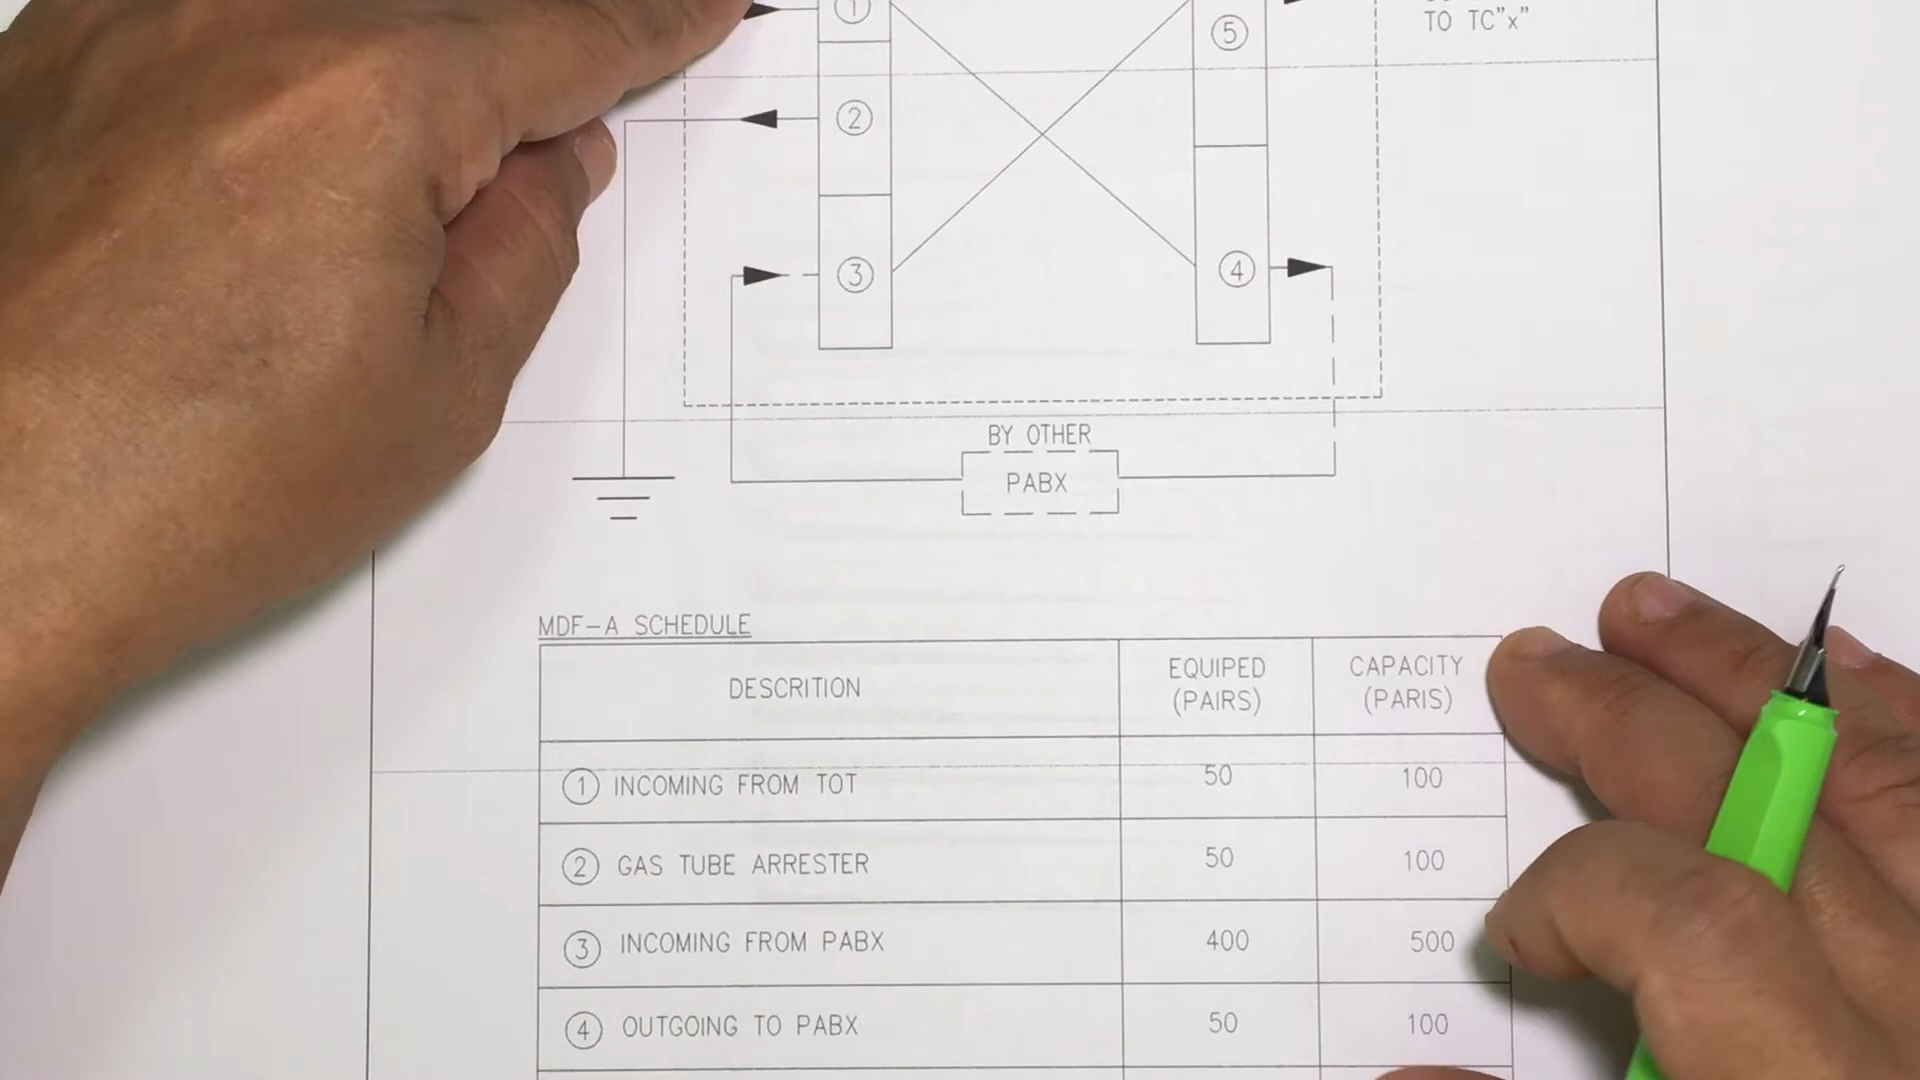 ①
⑤
TO TC"x"
②
③
④
BY OTHER
PABX
MDF-A SCHEDULE
DESCRITION
EQUIPED
(PAIRS)
CAPACITY
(PARIS)
① INCOMING FROM TOT
50
100
② GAS TUBE ARRESTER
50
100
③ INCOMING FROM PABX
400
500
④ OUTGOING TO PABX
50
100